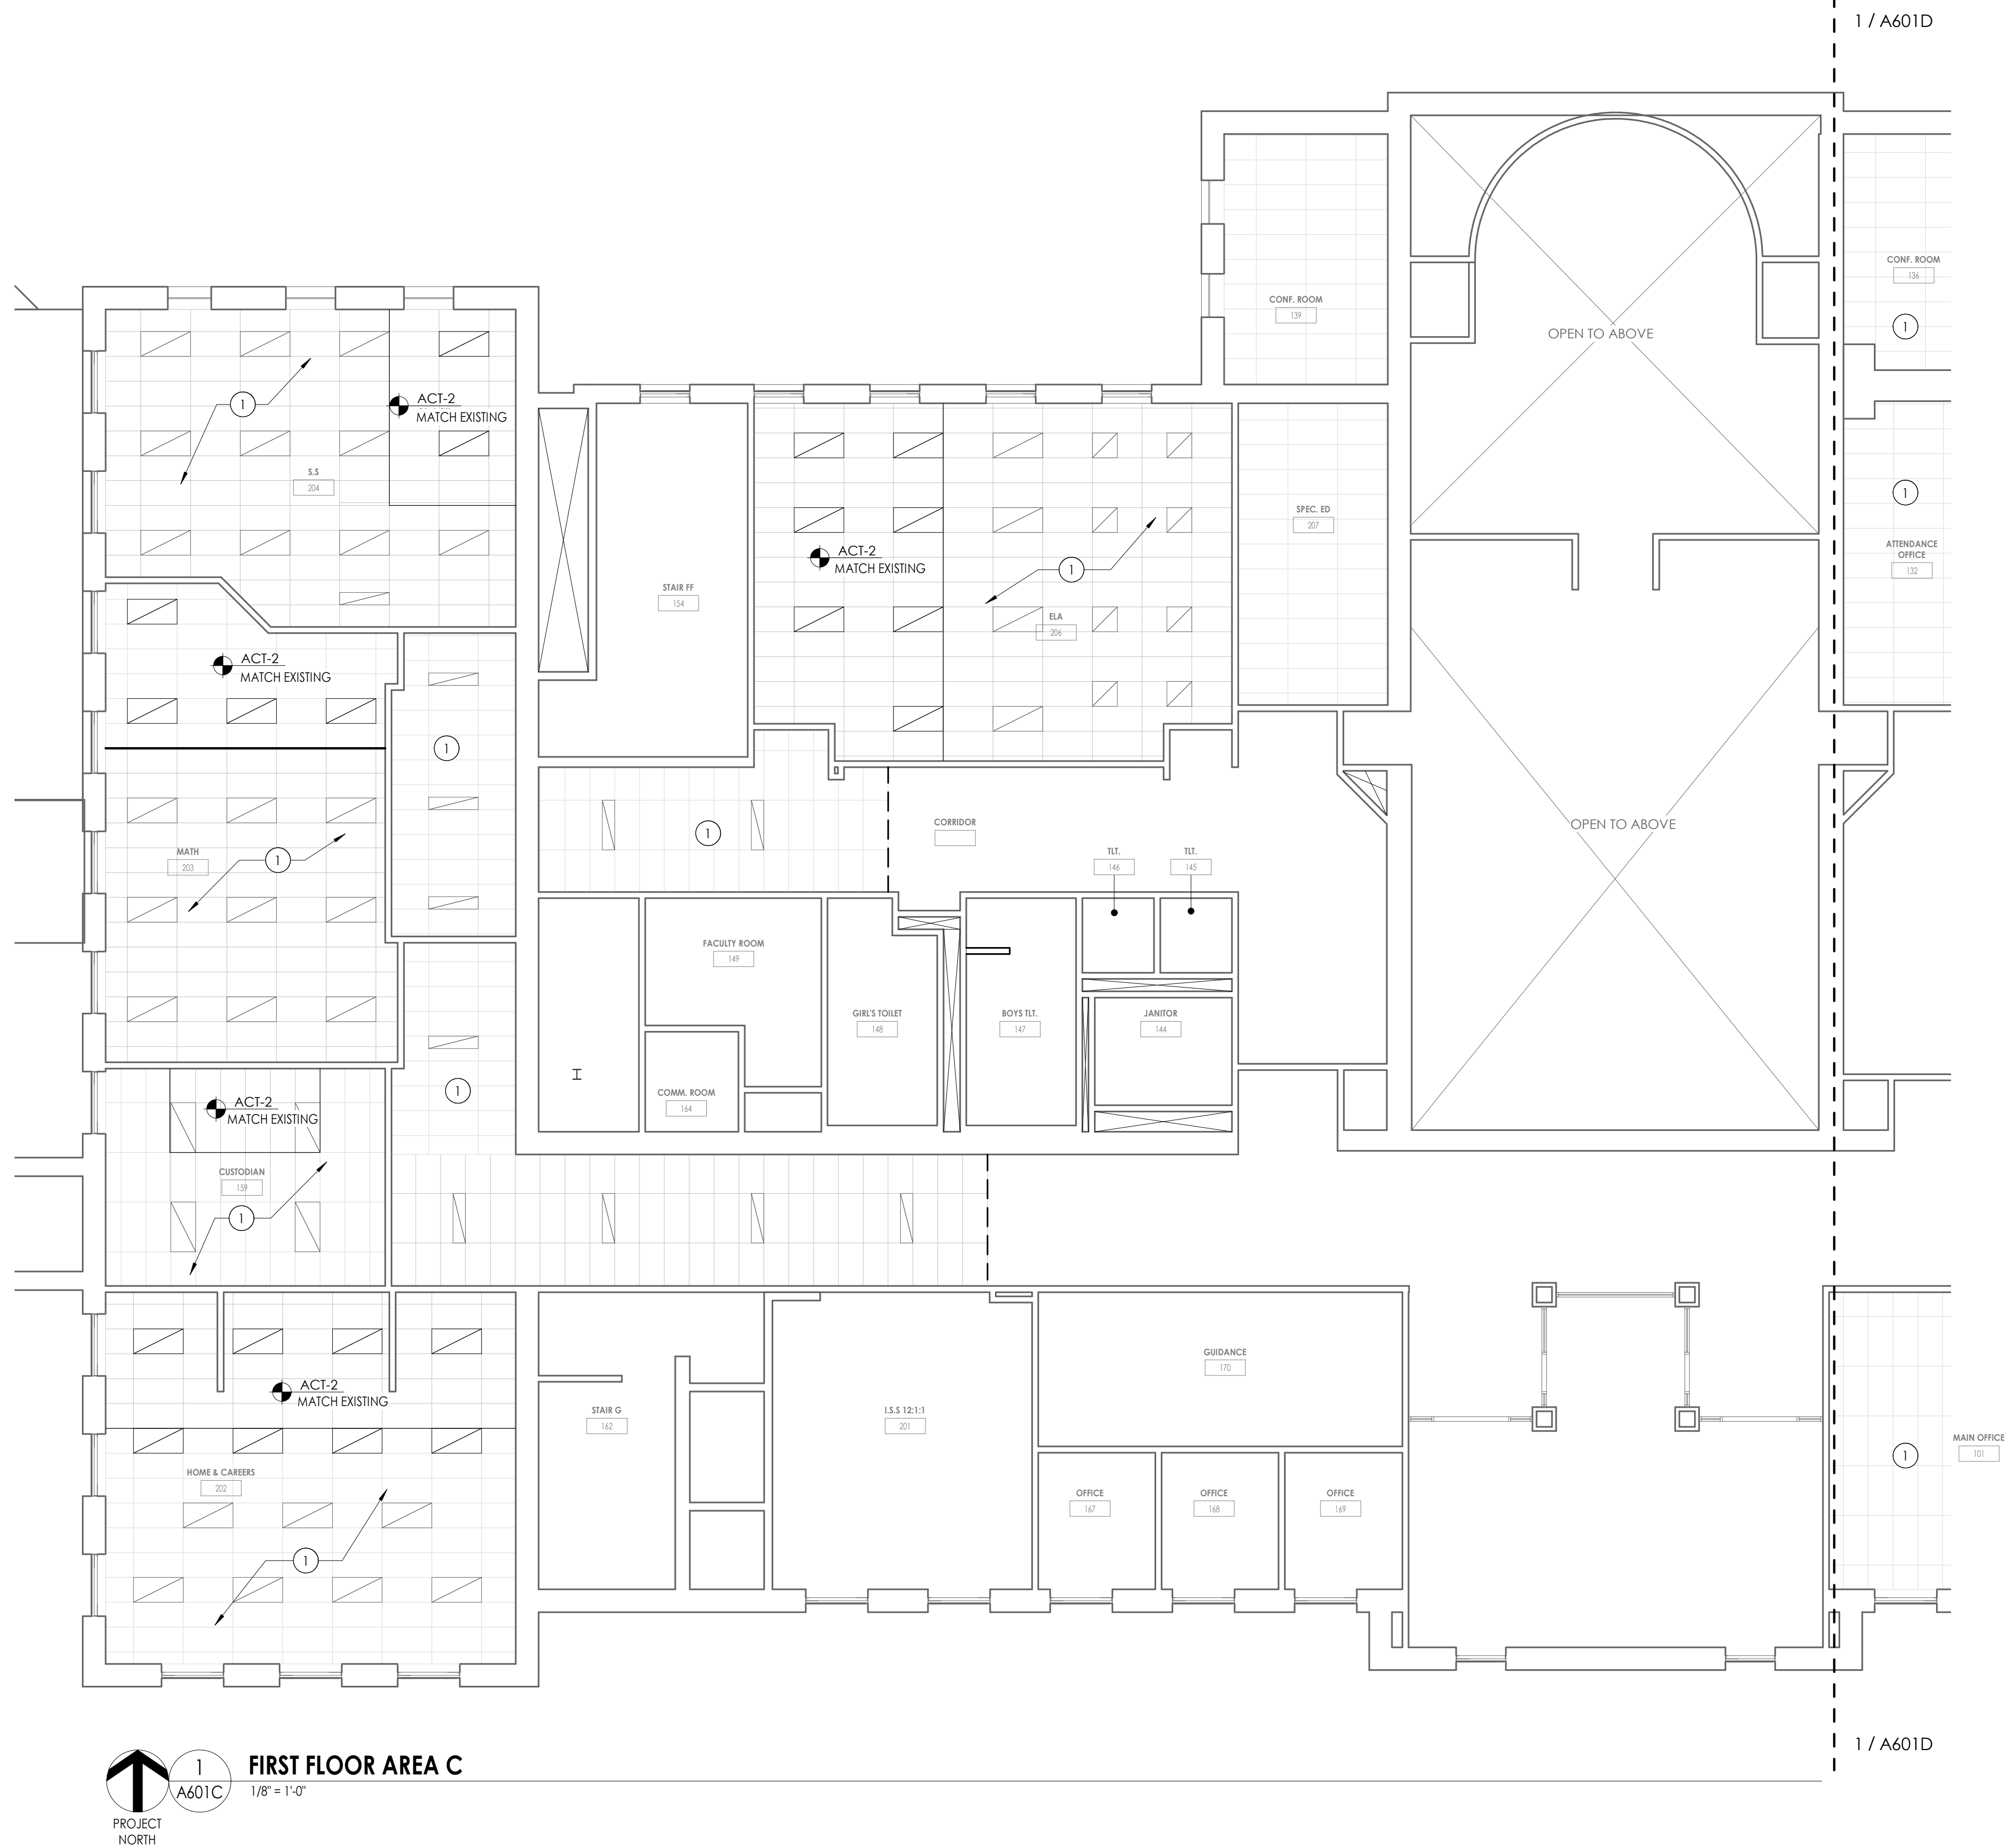 1 / A601D
CONF. ROOM
136
CONF. ROOM
139
1
OPEN TO ABOVE
ACT-2
MATCH EXISTING
1
S.S
204
1
SPEC. ED
207
ATTENDANCE
OFFICE
132
ACT-2
MATCH EXISTING
1
STAIR FF
154
ELA
206
ACT-2
MATCH EXISTING
1
1
CORRIDOR
OPEN TO ABOVE
MATH
203
1
TLT.
146
TLT.
145
FACULTY ROOM
149
GIRL'S TOILET
148
BOYS TLT.
147
JANITOR
144
COMM. ROOM
164
1
ACT-2
MATCH EXISTING
CUSTODIAN
159
1
ACT-2
MATCH EXISTING
GUIDANCE
170
STAIR G
162
I.S.S 12:1:1
201
MAIN OFFICE
101
1
HOME & CAREERS
202
OFFICE
167
OFFICE
168
OFFICE
169
1
1 / A601D
1
A601C
FIRST FLOOR AREA C
1/8" = 1'-0"
PROJECT
NORTH